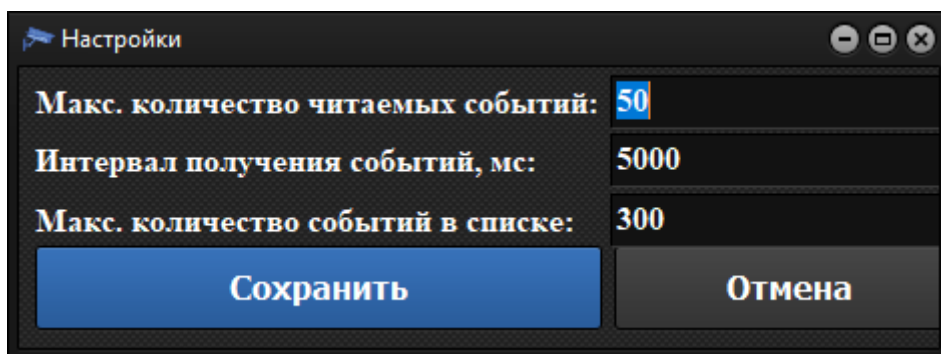 Настройки
Макс. количество читаемых событий: 50
Интервал получения событий, мс: 5000
Макс. количество событий в списке: 300
Сохранить Отмена